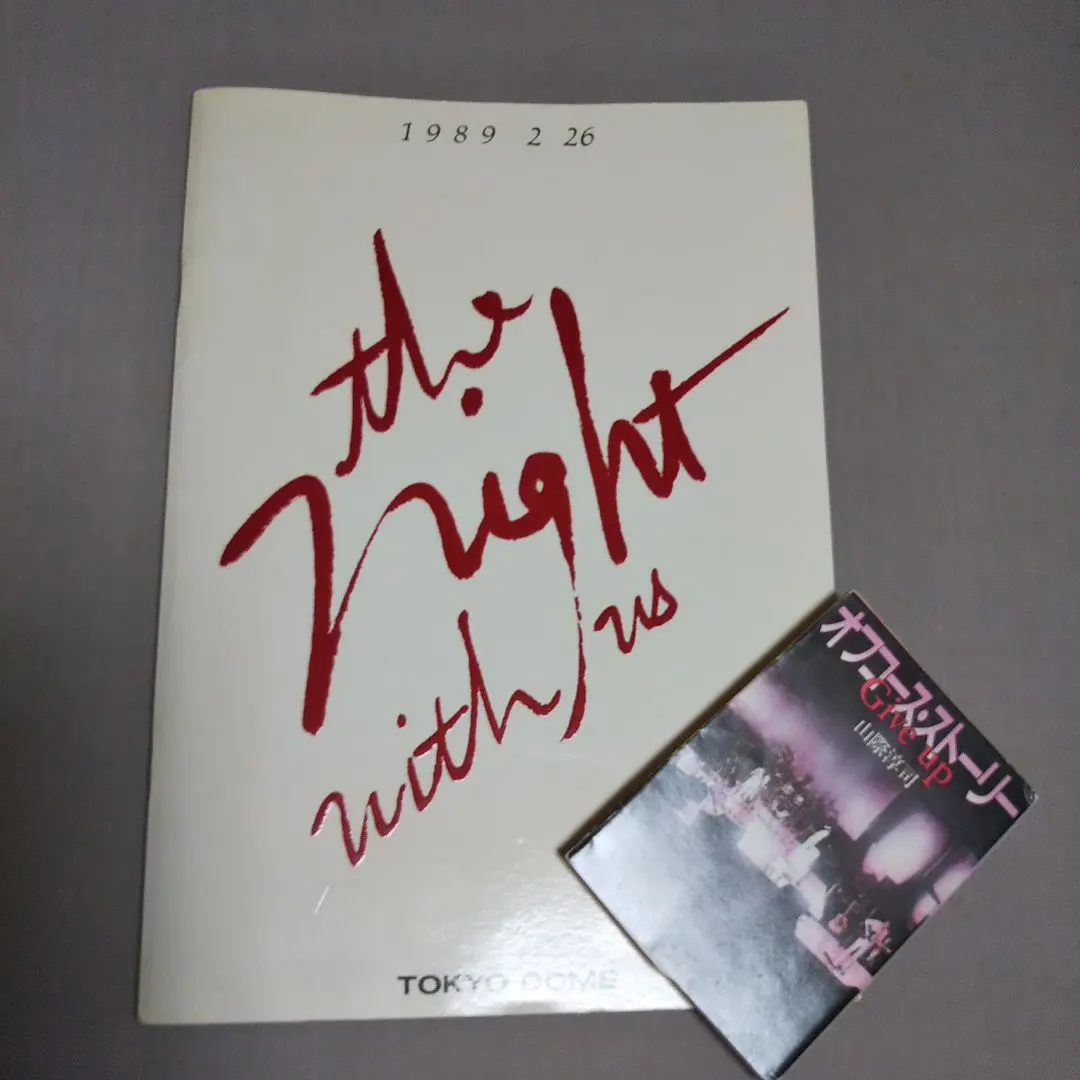 1989 2 26
the
Night
with us
TOKYO DOME
オフコース・ストーリー
Give up
山際淳司